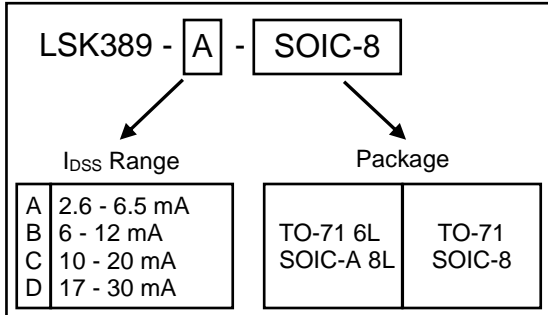 LSK389 - A - SOIC-8
IDSS Range
Package
A 2.6 - 6.5 mA
B 6 - 12 mA
C 10 - 20 mA
D 17 - 30 mA
TO-71 6L TO-71
SOIC-A 8L SOIC-8